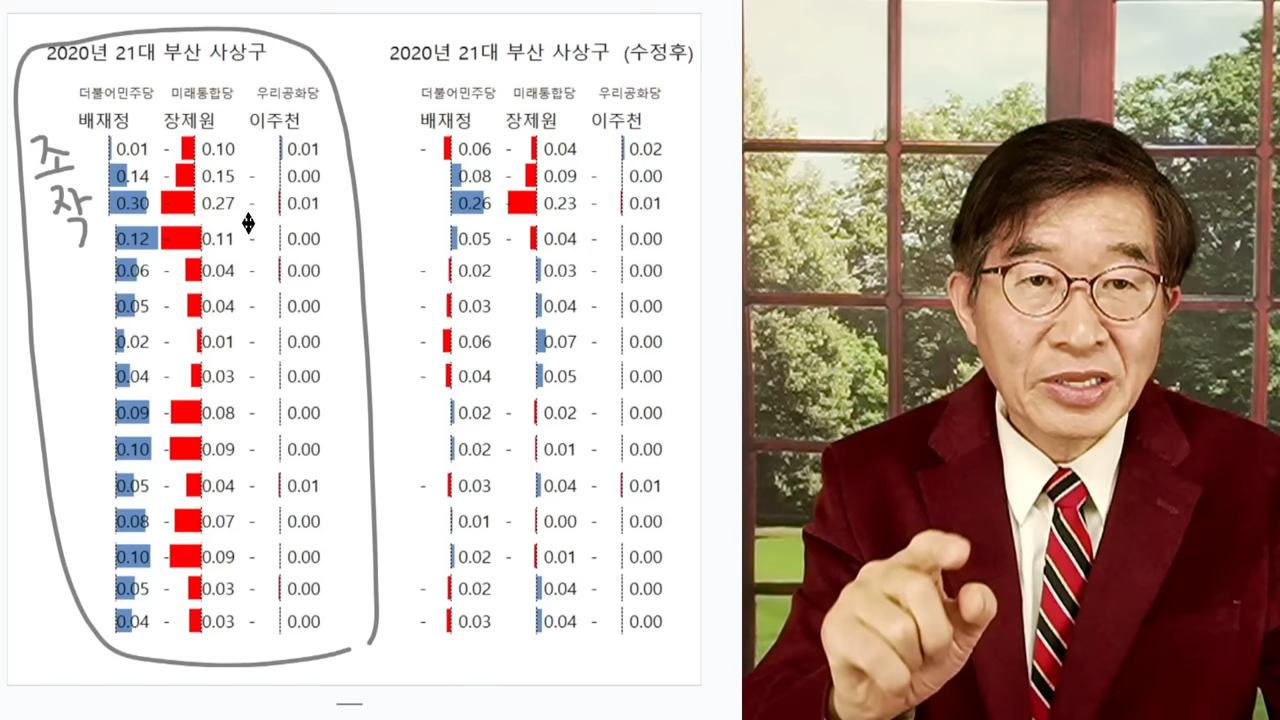 2020년 21대 부산 사상구
더불어민주당 미래통합당 우리공화당
배재정 장제원 이주천
0.01 - 0.10 0.01
0.14 - 0.15 - 0.00
0.30 - 0.27 - 0.01
0.12 - 0.11 - 0.00
0.06 - 0.04 - 0.00
0.05 - 0.04 - 0.00
0.02 - 0.01 - 0.00
0.04 - 0.03 - 0.00
0.09 - 0.08 - 0.00
0.10 - 0.09 - 0.00
0.05 - 0.04 - 0.01
0.08 - 0.07 - 0.00
0.10 - 0.09 - 0.00
0.05 - 0.03 - 0.00
0.04 - 0.03 - 0.00
조
작
2020년 21대 부산 사상구 (수정후)
더불어민주당 미래통합당 우리공화당
배재정 장제원 이주천
- 0.06 - 0.04 0.02
0.08 - 0.09 - 0.00
0.26 - 0.23 - 0.01
0.05 - 0.04 - 0.00
- 0.02 0.03 - 0.00
- 0.03 0.04 - 0.00
- 0.06 0.07 - 0.00
- 0.04 0.05 - 0.00
0.02 - 0.02 - 0.00
0.02 - 0.01 - 0.00
- 0.03 0.04 - 0.01
0.01 - 0.00 - 0.00
0.02 - 0.01 - 0.00
- 0.02 0.04 - 0.00
- 0.03 0.04 - 0.00